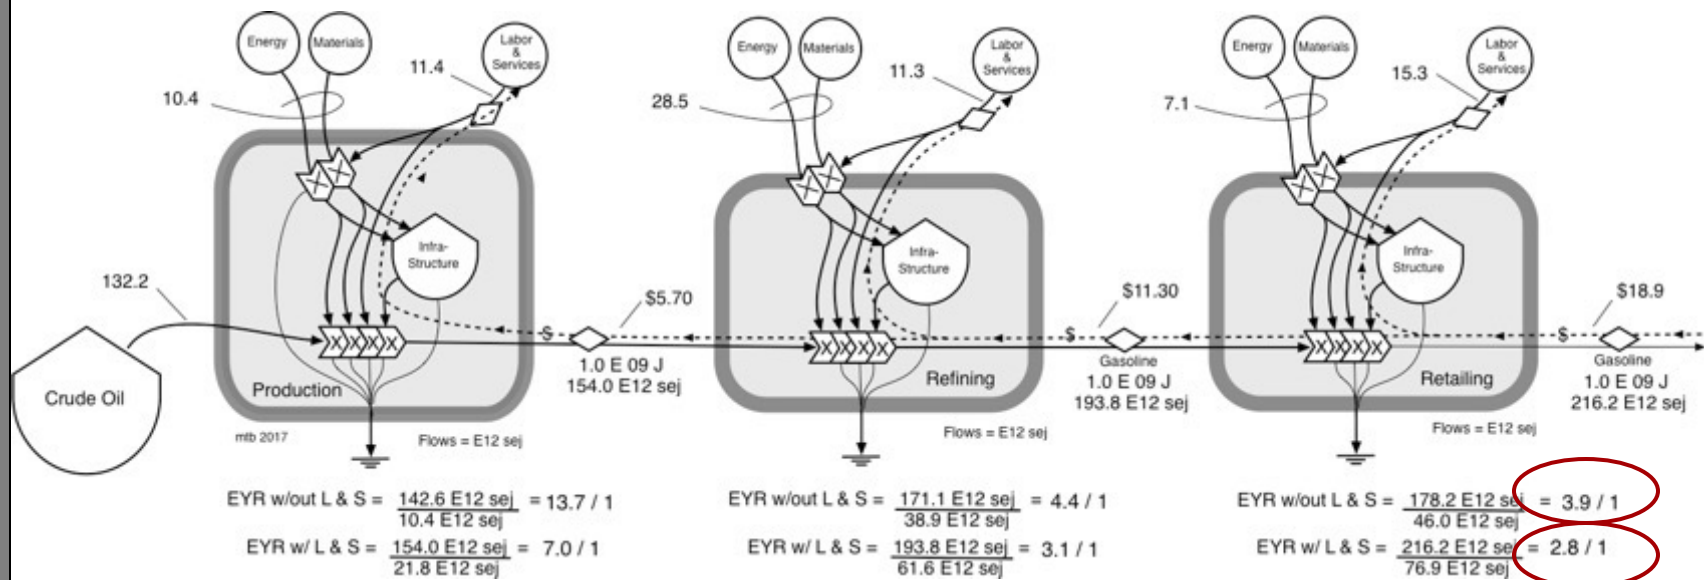 Energy
Materials
Labor
&
Services
11.4
10.4
Energy
Materials
Labor
&
Services
11.3
28.5
Energy
Materials
Labor
&
Services
15.3
7.1
132.2
Crude Oil
Infra-
Structure
Production
mtb 2017
Flows = E12 sej
$5.70
$
1.0 E 09 J
154.0 E12 sej
Infra-
Structure
Refining
Flows = E12 sej
$11.30
$
Gasoline
1.0 E 09 J
193.8 E12 sej
Infra-
Structure
Retailing
Flows = E12 sej
$18.9
$
Gasoline
1.0 E 09 J
216.2 E12 sej
EYR w/out L & S = 142.6 E12 sej = 13.7 / 1
10.4 E12 sej
EYR w/ L & S = 154.0 E12 sej = 7.0 / 1
21.8 E12 sej
EYR w/out L & S = 171.1 E12 sej = 4.4 / 1
38.9 E12 sej
EYR w/ L & S = 193.8 E12 sej = 3.1 / 1
61.6 E12 sej
EYR w/out L & S = 178.2 E12 sej = 3.9 / 1
46.0 E12 sej
EYR w/ L & S = 216.2 E12 sej = 2.8 / 1
76.9 E12 sej